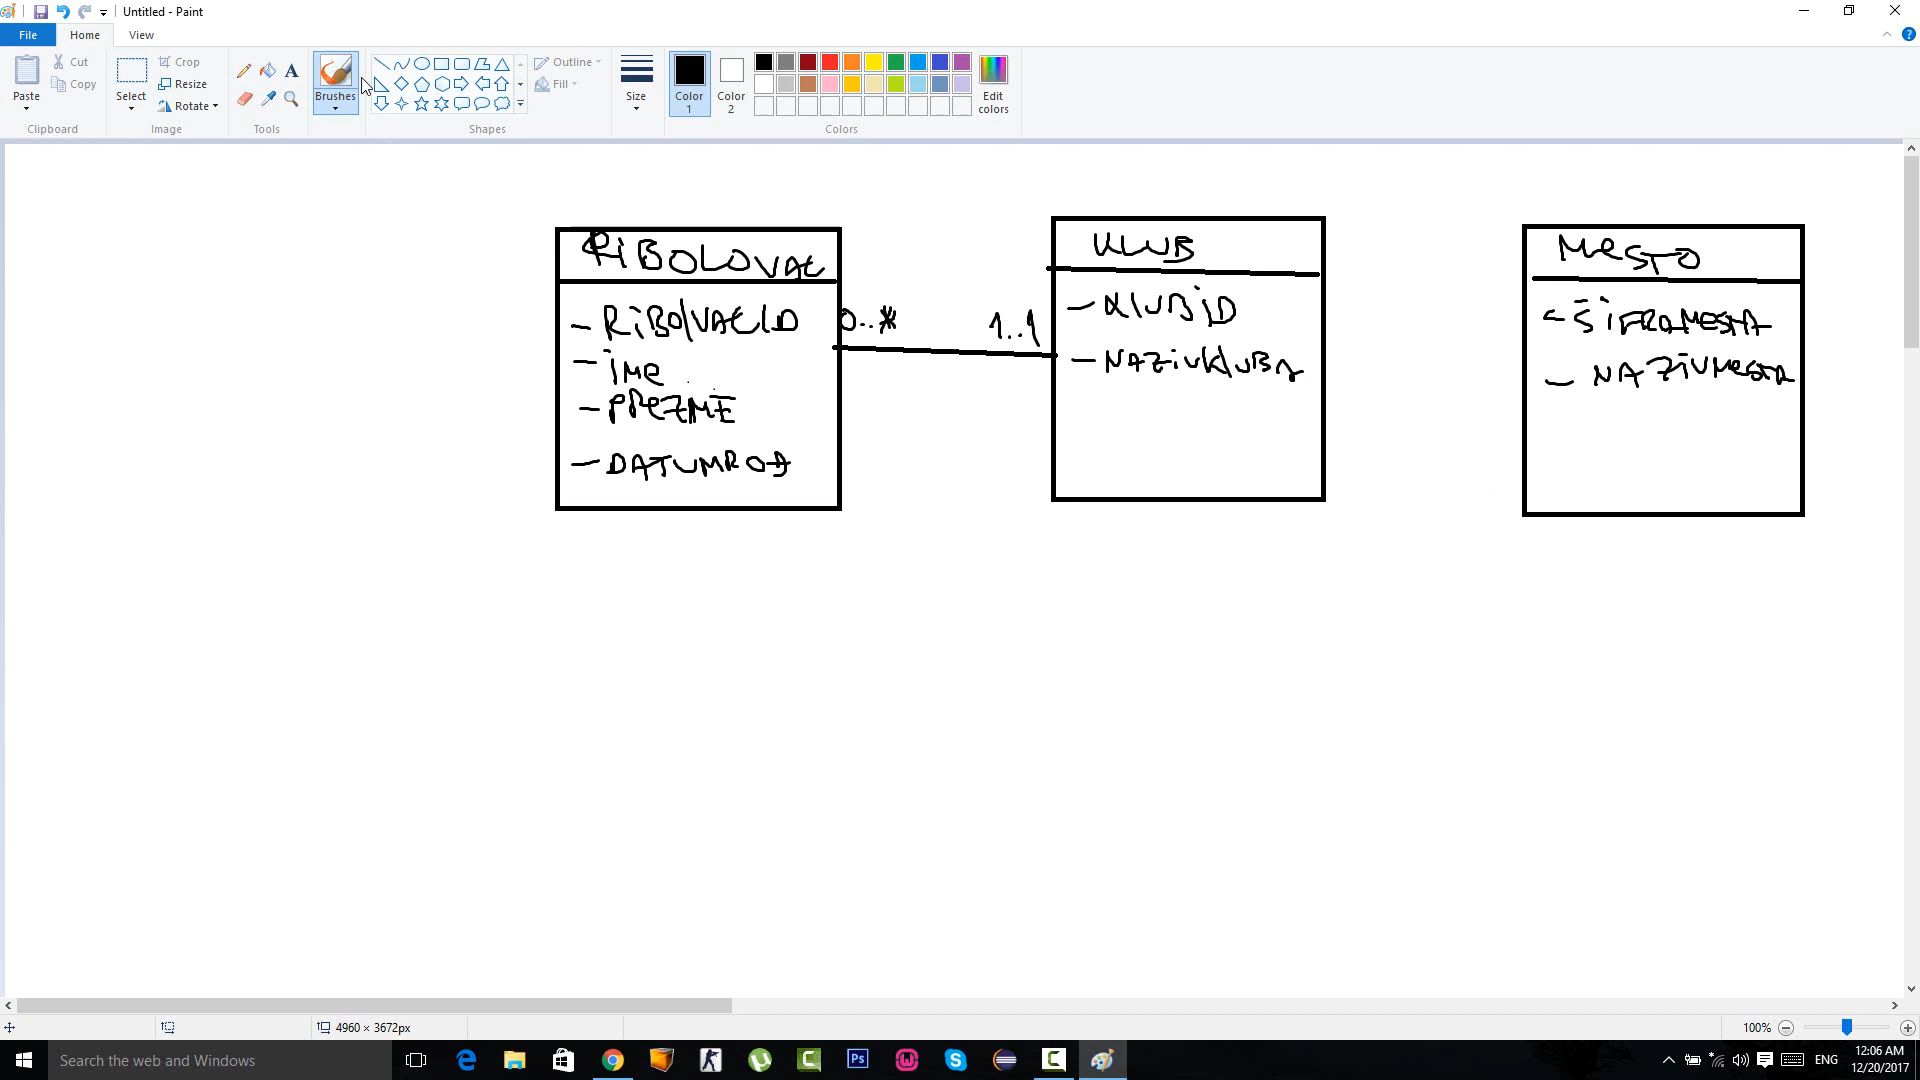 Untitled - Paint
File
Home
View
Paste
Cut
Copy
Clipboard
Select
Crop
Resize
Rotate
Image
Tools
Brushes
Shapes
Outline
Fill
Size
Color 1
Color 2
Edit colors
Colors
RiBOLOVAC
- RiBOlVACID
- iMe
- PREZIME
- DATUMROĐ
0..*
1..1
KLUB
- KlUBiD
- NAZiVKlUBA
MeSTO
- ŠiFRAMESTA
- NAZiVMeSTA
4960 × 3672px
100%
Search the web and Windows
Ps
ENG
12:06 AM
12/20/2017